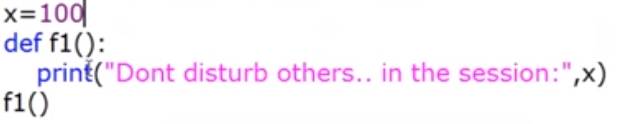 x=100
def f1():
    print("Dont disturb others.. in the session:",x)
f1()